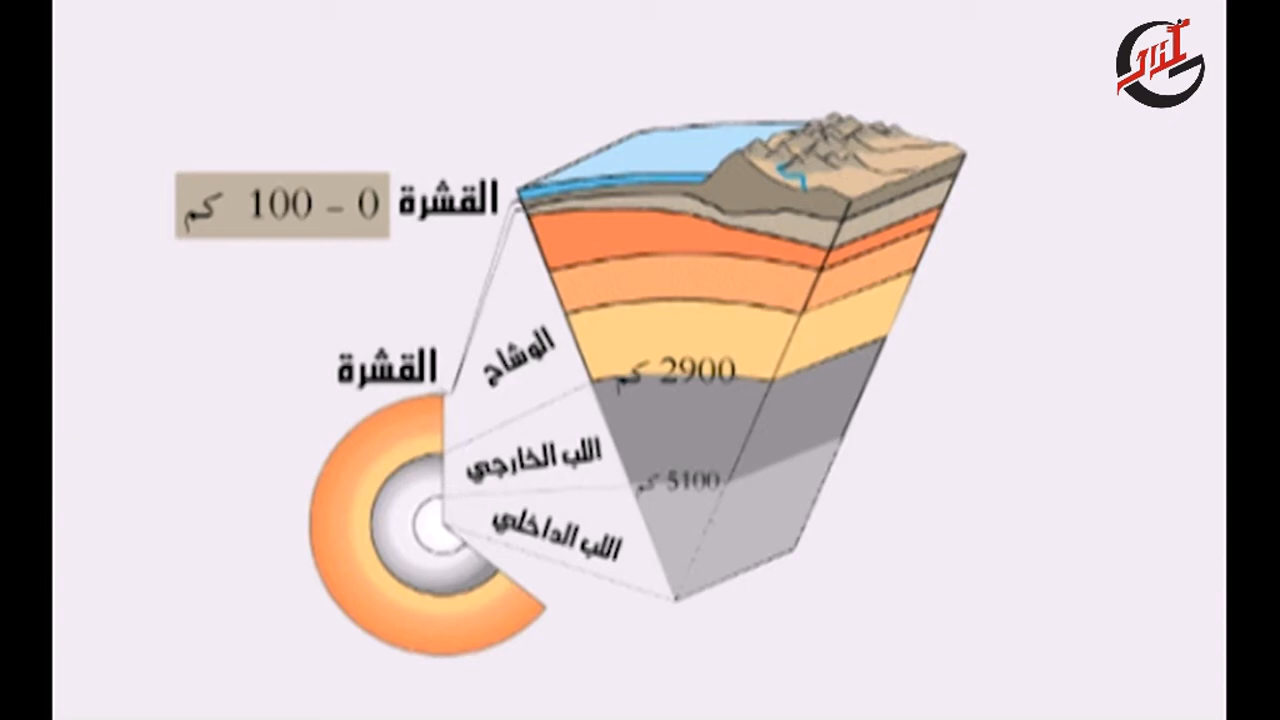 القشرة 0 - 100 كم
القشرة
الوشاح
2900 كم
اللب الخارجي
5100 كم
اللب الداخلي